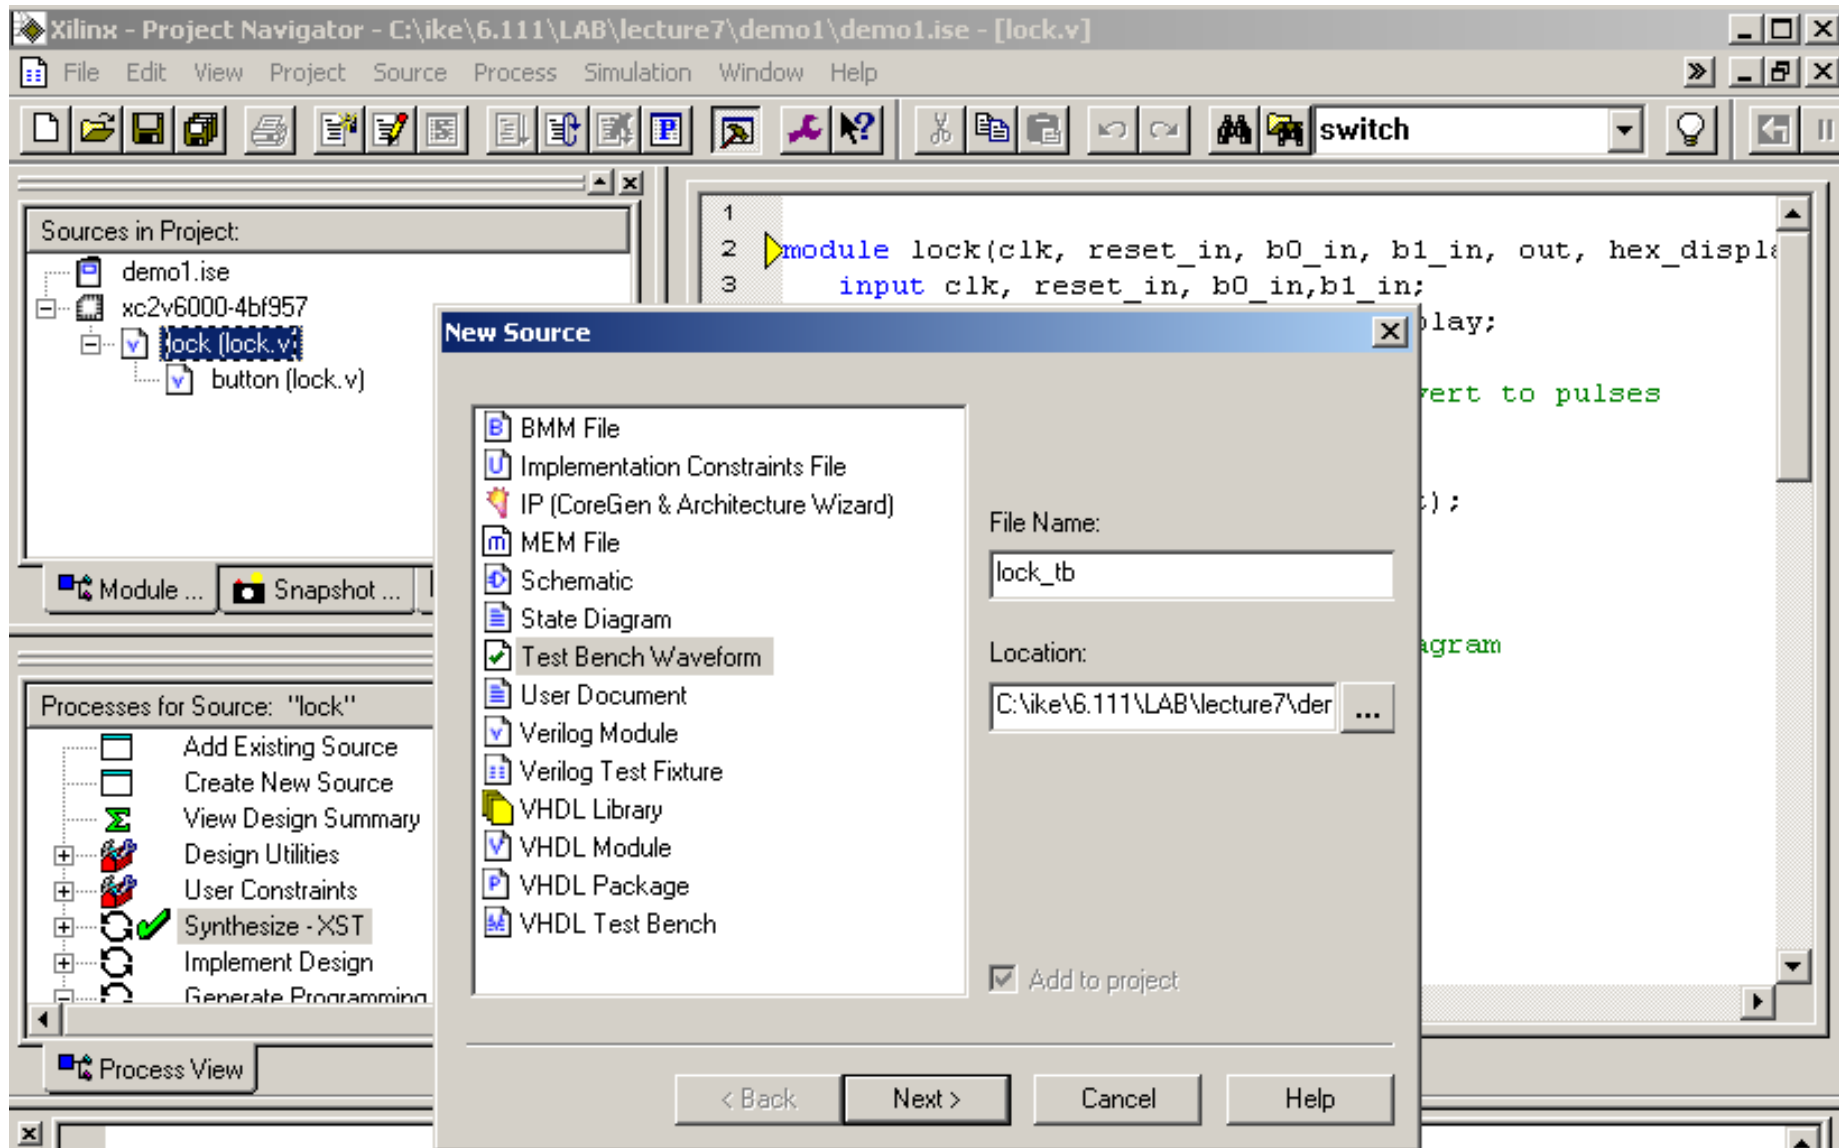 Xilinx - Project Navigator - C:\ike\6.111\LAB\lecture7\demo1\demo1.ise - [lock.v]
File Edit View Project Source Process Simulation Window Help
switch
Sources in Project:
demo1.ise
xc2v6000-4bf957
lock (lock.v)
button (lock.v)
Module ...
Snapshot ...
Processes for Source: "lock"
Add Existing Source
Create New Source
View Design Summary
Design Utilities
User Constraints
Synthesize - XST
Implement Design
Generate Programming
Process View
1
2 module lock(clk, reset_in, b0_in, b1_in, out, hex_displa
3 input clk, reset_in, b0_in,b1_in;
play;
vert to pulses
);
agram
New Source
BMM File
Implementation Constraints File
IP (CoreGen & Architecture Wizard)
MEM File
Schematic
State Diagram
Test Bench Waveform
User Document
Verilog Module
Verilog Test Fixture
VHDL Library
VHDL Module
VHDL Package
VHDL Test Bench
File Name:
lock_tb
Location:
C:\ike\6.111\LAB\lecture7\der
...
Add to project
< Back
Next >
Cancel
Help